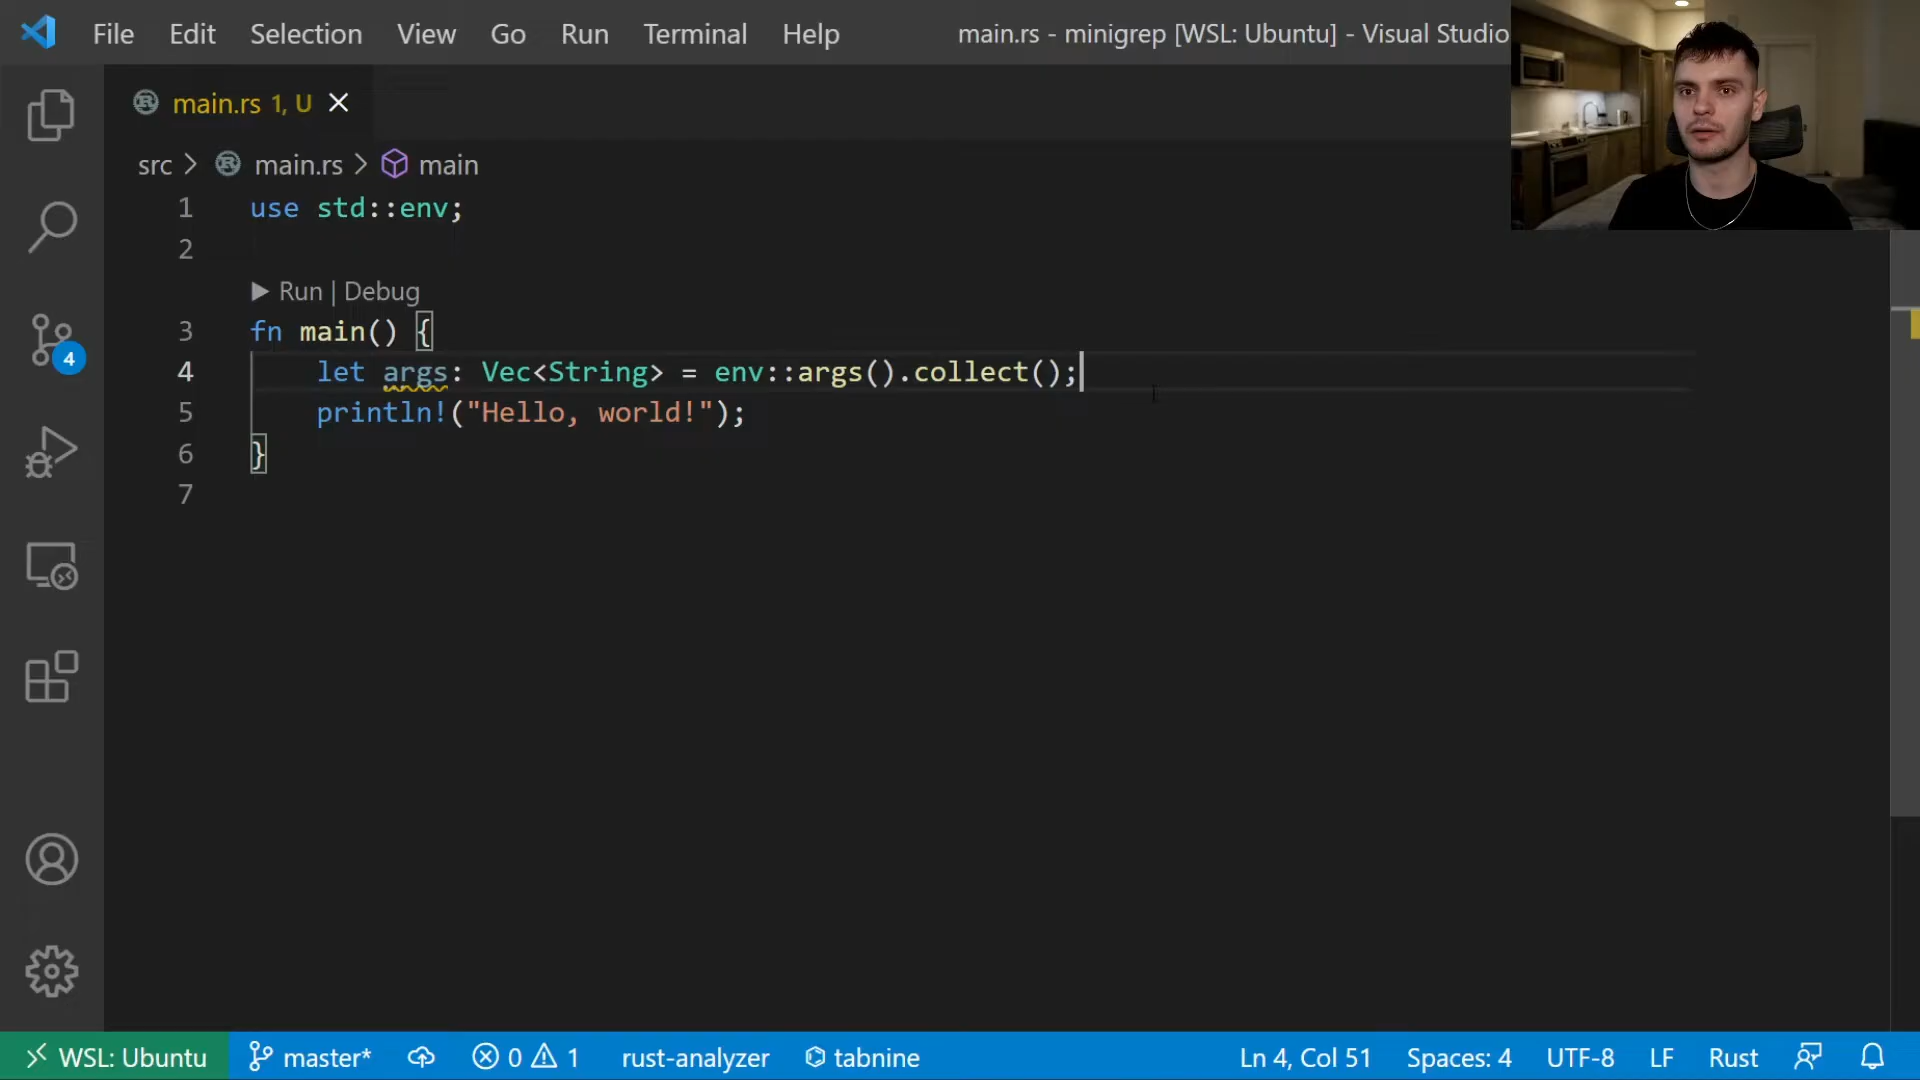 File Edit Selection View Go Run Terminal Help main.rs - minigrep [WSL: Ubuntu] - Visual Studio
main.rs 1, U
src > main.rs > main
1 use std::env;
2
Run | Debug
3 fn main() {
4 let args: Vec<String> = env::args().collect();
5 println!("Hello, world!");
6 }
7
4
WSL: Ubuntu master* 0 1 rust-analyzer tabnine Ln 4, Col 51 Spaces: 4 UTF-8 LF Rust